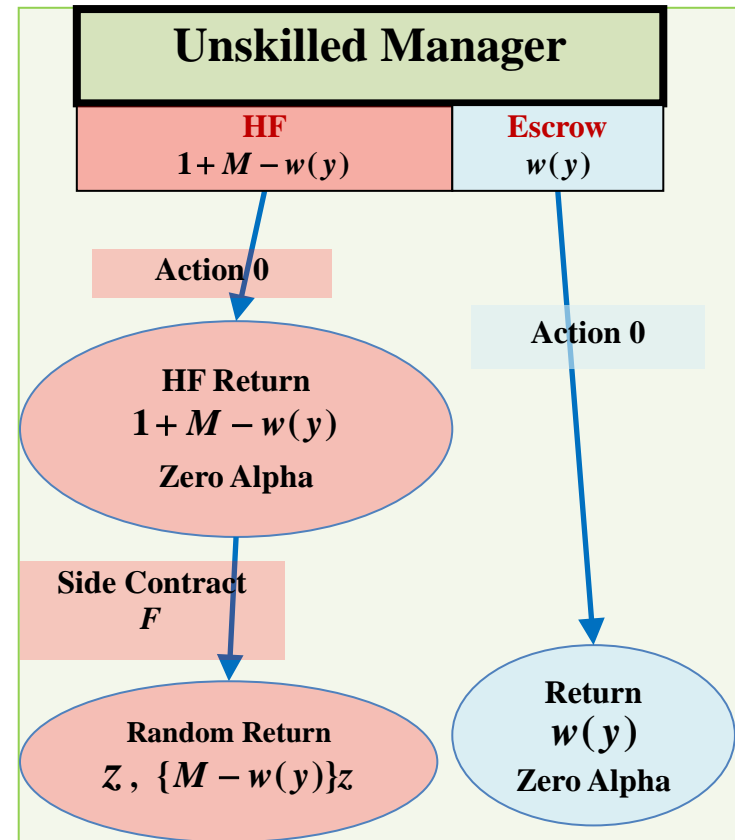 Unskilled Manager
HF
1 + M − w(y)
Escrow
w(y)
Action 0
Action 0
HF Return
1 + M − w(y)
Zero Alpha
Side Contract
F
Random Return
z , {M − w(y)}z
Return
w(y)
Zero Alpha